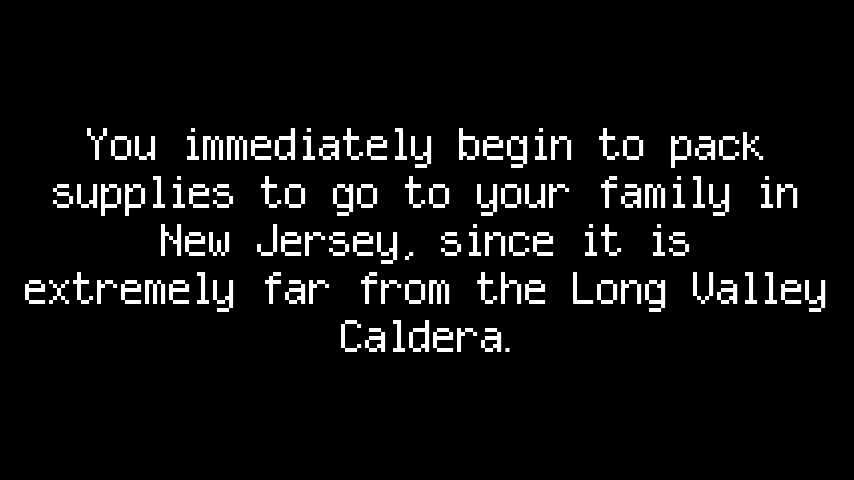 You immediately begin to pack
supplies to go to your family in
New Jersey, since it is
extremely far from the Long Valley
Caldera.